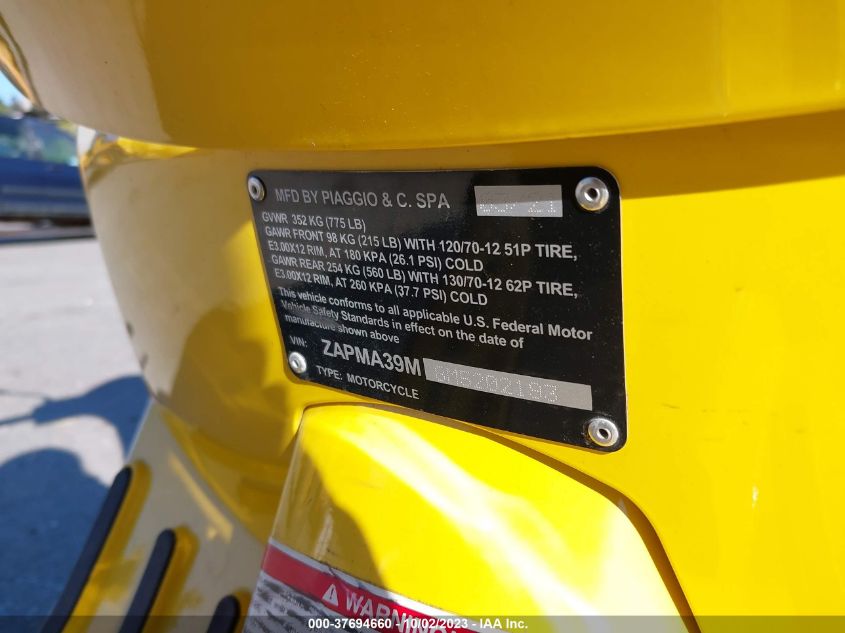 MFD BY PIAGGIO & C. SPA
GVWR 352 KG (775 LB)
GAWR FRONT 98 KG (215 LB) WITH 120/70-12 51P TIRE,
E3.00X12 RIM, AT 180 KPA (26.1 PSI) COLD
GAWR REAR 254 KG (560 LB) WITH 130/70-12 62P TIRE,
E3.00X12 RIM, AT 260 KPA (37.7 PSI) COLD
This vehicle conforms to all applicable U.S. Federal Motor
Vehicle Safety Standards in effect on the date of
manufacture shown above
VIN: ZAPMA39M
TYPE: MOTORCYCLE
WARNING
000-37694660 - 10/02/2023 - IAA Inc.